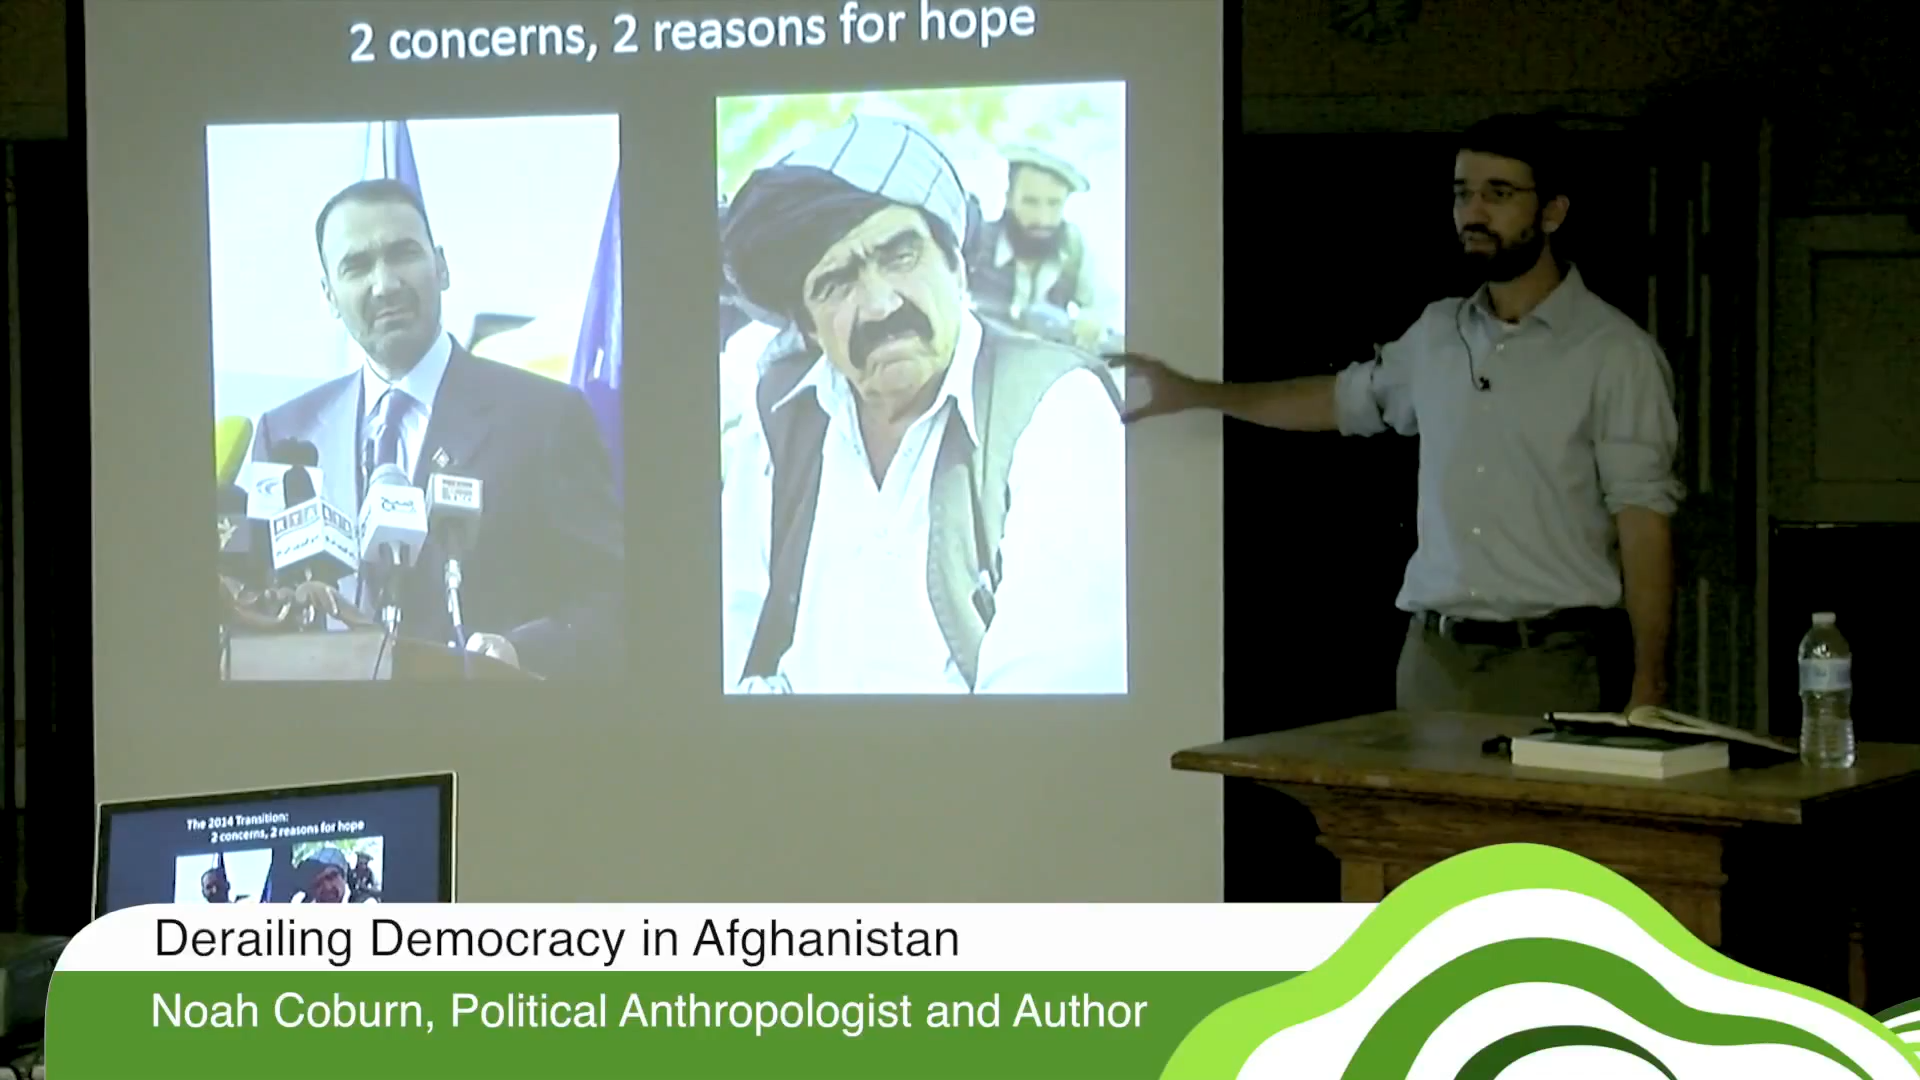 2 concerns, 2 reasons for hope
RTA
The 2014 Transition:
2 concerns, 2 reasons for hope
Derailing Democracy in Afghanistan
Noah Coburn, Political Anthropologist and Author